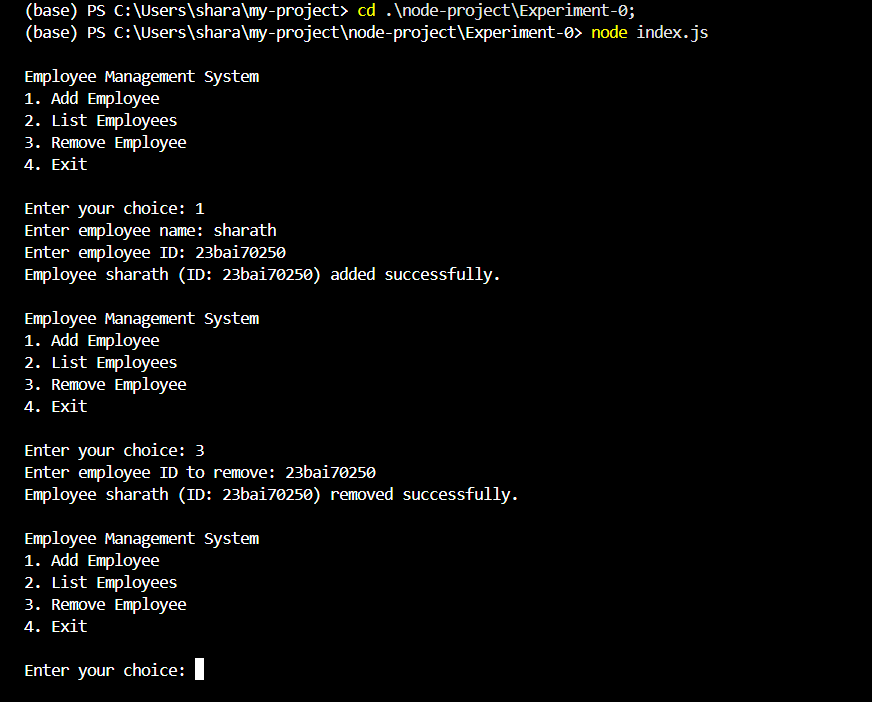 (base) PS C:\Users\shara\my-project> cd .\node-project\Experiment-0;
(base) PS C:\Users\shara\my-project\node-project\Experiment-0> node index.js
Employee Management System
1. Add Employee
2. List Employees
3. Remove Employee
4. Exit
Enter your choice: 1
Enter employee name: sharath
Enter employee ID: 23bai70250
Employee sharath (ID: 23bai70250) added successfully.
Employee Management System
1. Add Employee
2. List Employees
3. Remove Employee
4. Exit
Enter your choice: 3
Enter employee ID to remove: 23bai70250
Employee sharath (ID: 23bai70250) removed successfully.
Employee Management System
1. Add Employee
2. List Employees
3. Remove Employee
4. Exit
Enter your choice: